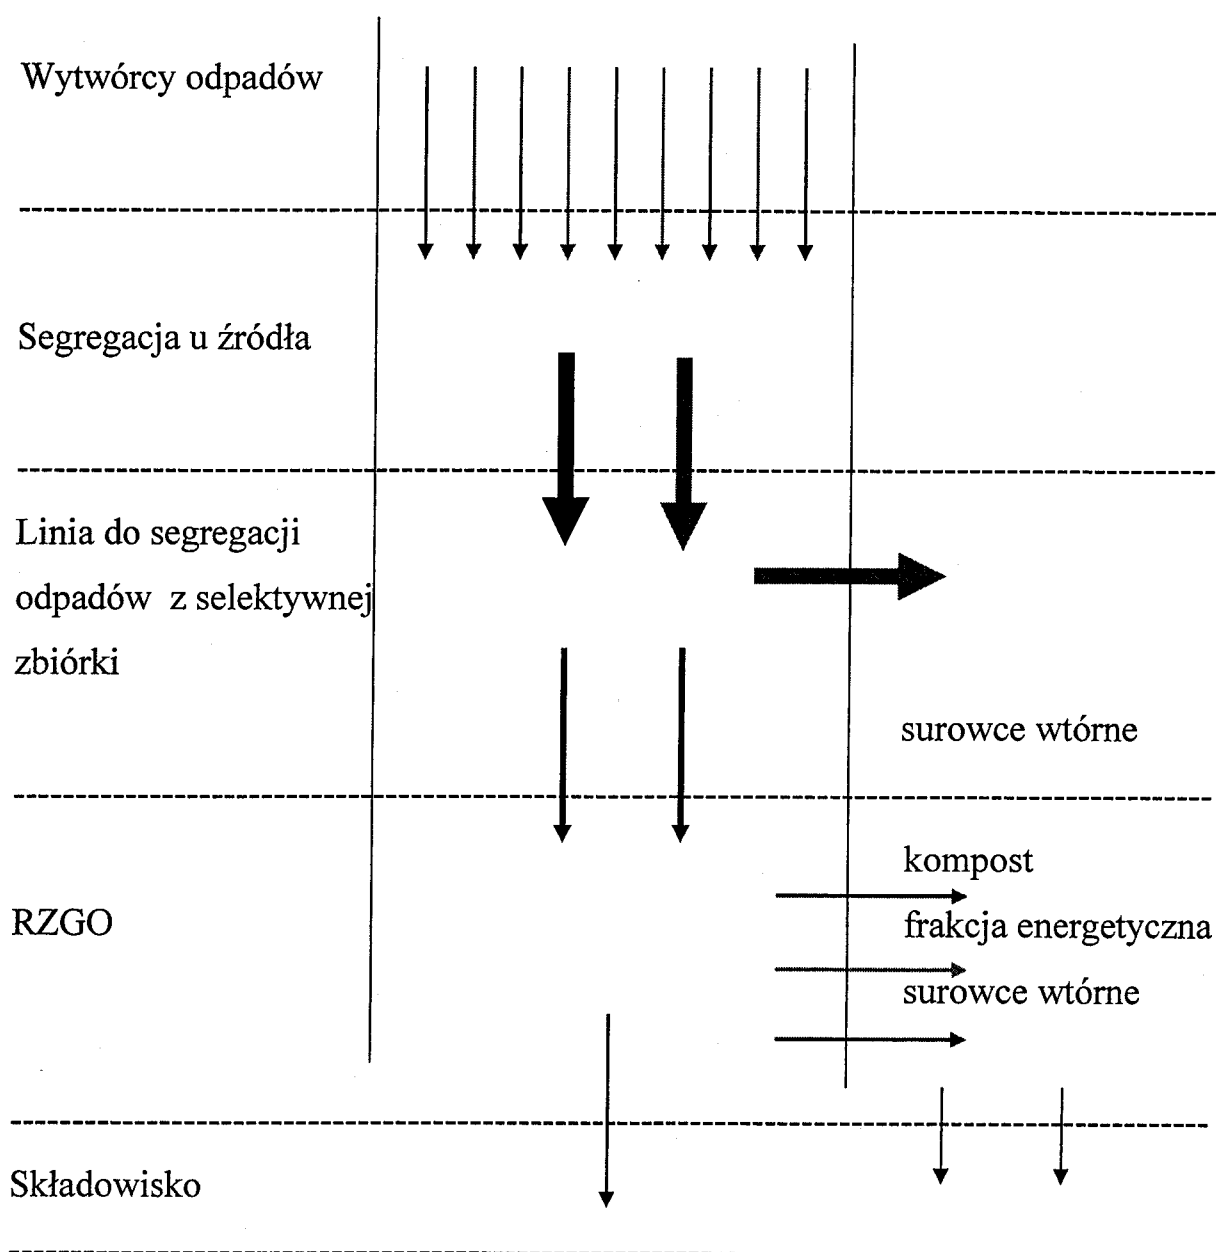 Wytwórcy odpadów
Segregacja u źródła
Linia do segregacji
odpadów z selektywnej
zbiórki
surowce wtórne
kompost
RZGO
frakcja energetyczna
surowce wtórne
Składowisko